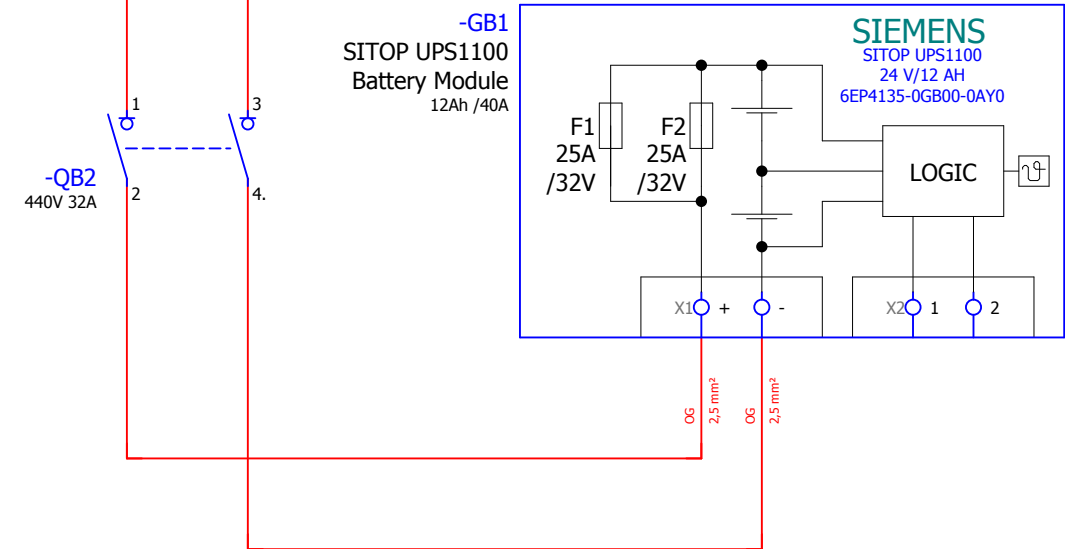 -GB1
SITOP UPS1100
Battery Module
12Ah /40A
SIEMENS
SITOP UPS1100
24 V/12 AH
6EP4135-0GB00-0AY0
1
3
-QB2
440V 32A
2
4.
F1
25A
/32V
F2
25A
/32V
LOGIC
ϑ
X1
+
-
X2
1
2
OG
2,5 mm²
OG
2,5 mm²